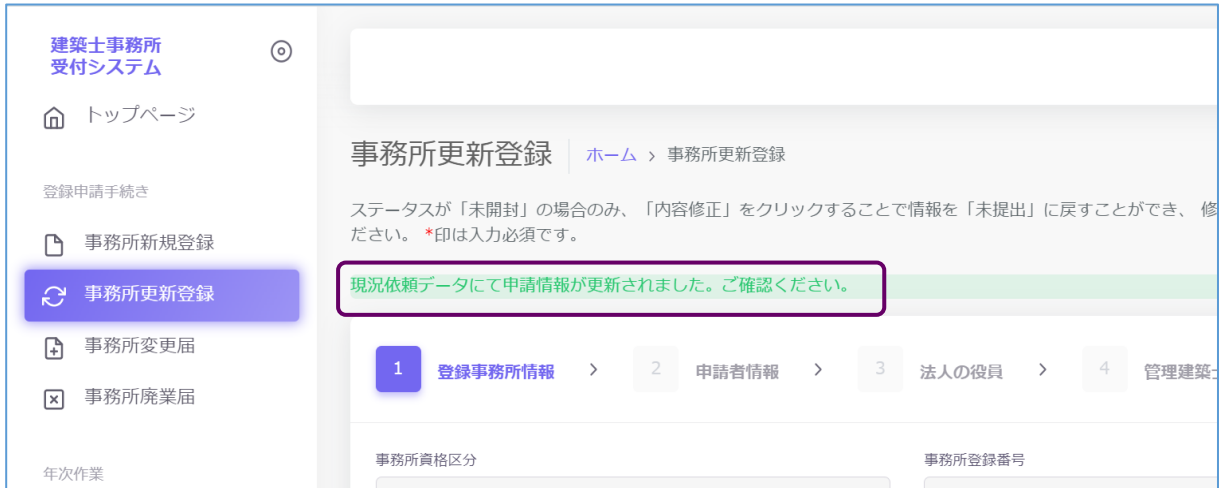 建築士事務所
受付システム
トップページ
登録申請手続き
事務所新規登録
事務所更新登録
事務所変更届
事務所廃業届
年次作業
事務所更新登録 ホーム › 事務所更新登録
ステータスが「未開封」の場合のみ、「内容修正」をクリックすることで情報を「未提出」に戻すことができ、 修
ださい。 *印は入力必須です。
現況依頼データにて申請情報が更新されました。ご確認ください。
1 登録事務所情報 › 2 申請者情報 › 3 法人の役員 › 4 管理建築
事務所資格区分 事務所登録番号